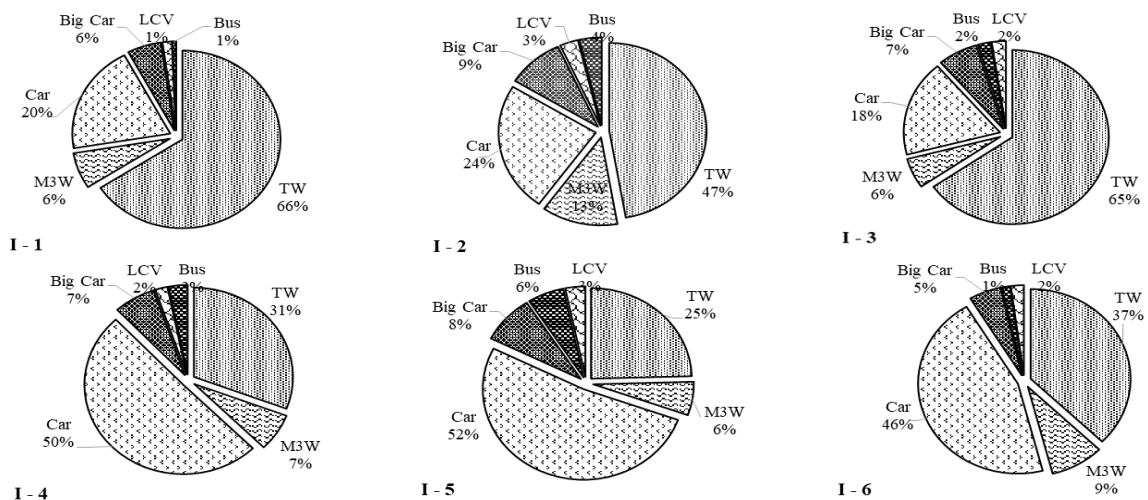 Big Car
6%
LCV
1%
Bus
1%
Car
20%
M3W
6%
TW
66%
I - 1
Big Car
9%
LCV
3%
Bus
4%
Car
24%
M3W
13%
TW
47%
I - 2
Big Car
7%
Bus
2%
LCV
2%
Car
18%
M3W
6%
TW
65%
I - 3
Big Car
7%
LCV
2%
Bus
TW
31%
Car
50%
M3W
7%
I - 4
Big Car
8%
Bus
6%
LCV
3%
TW
25%
Car
52%
M3W
6%
I - 5
Big Car
5%
Bus
1%
LCV
2%
TW
37%
Car
46%
M3W
9%
I - 6